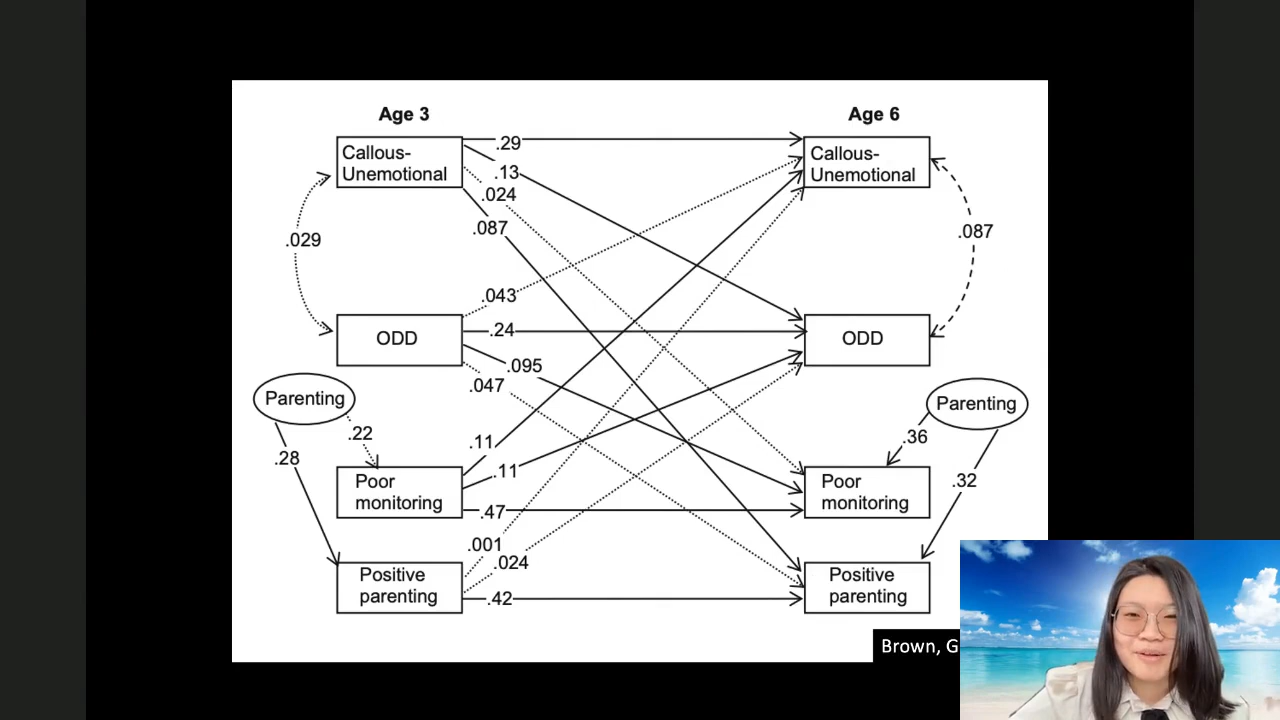 Age 3
Age 6
Callous-
Unemotional
.29
.13
.024
.087
Callous-
Unemotional
.029
.087
.043
ODD
.24
.095
.047
ODD
Parenting
Parenting
.22
.28
.36
.32
.11
.11
Poor
monitoring
.47
Poor
monitoring
.001
.024
Positive
parenting
.42
Positive
parenting
Brown, G